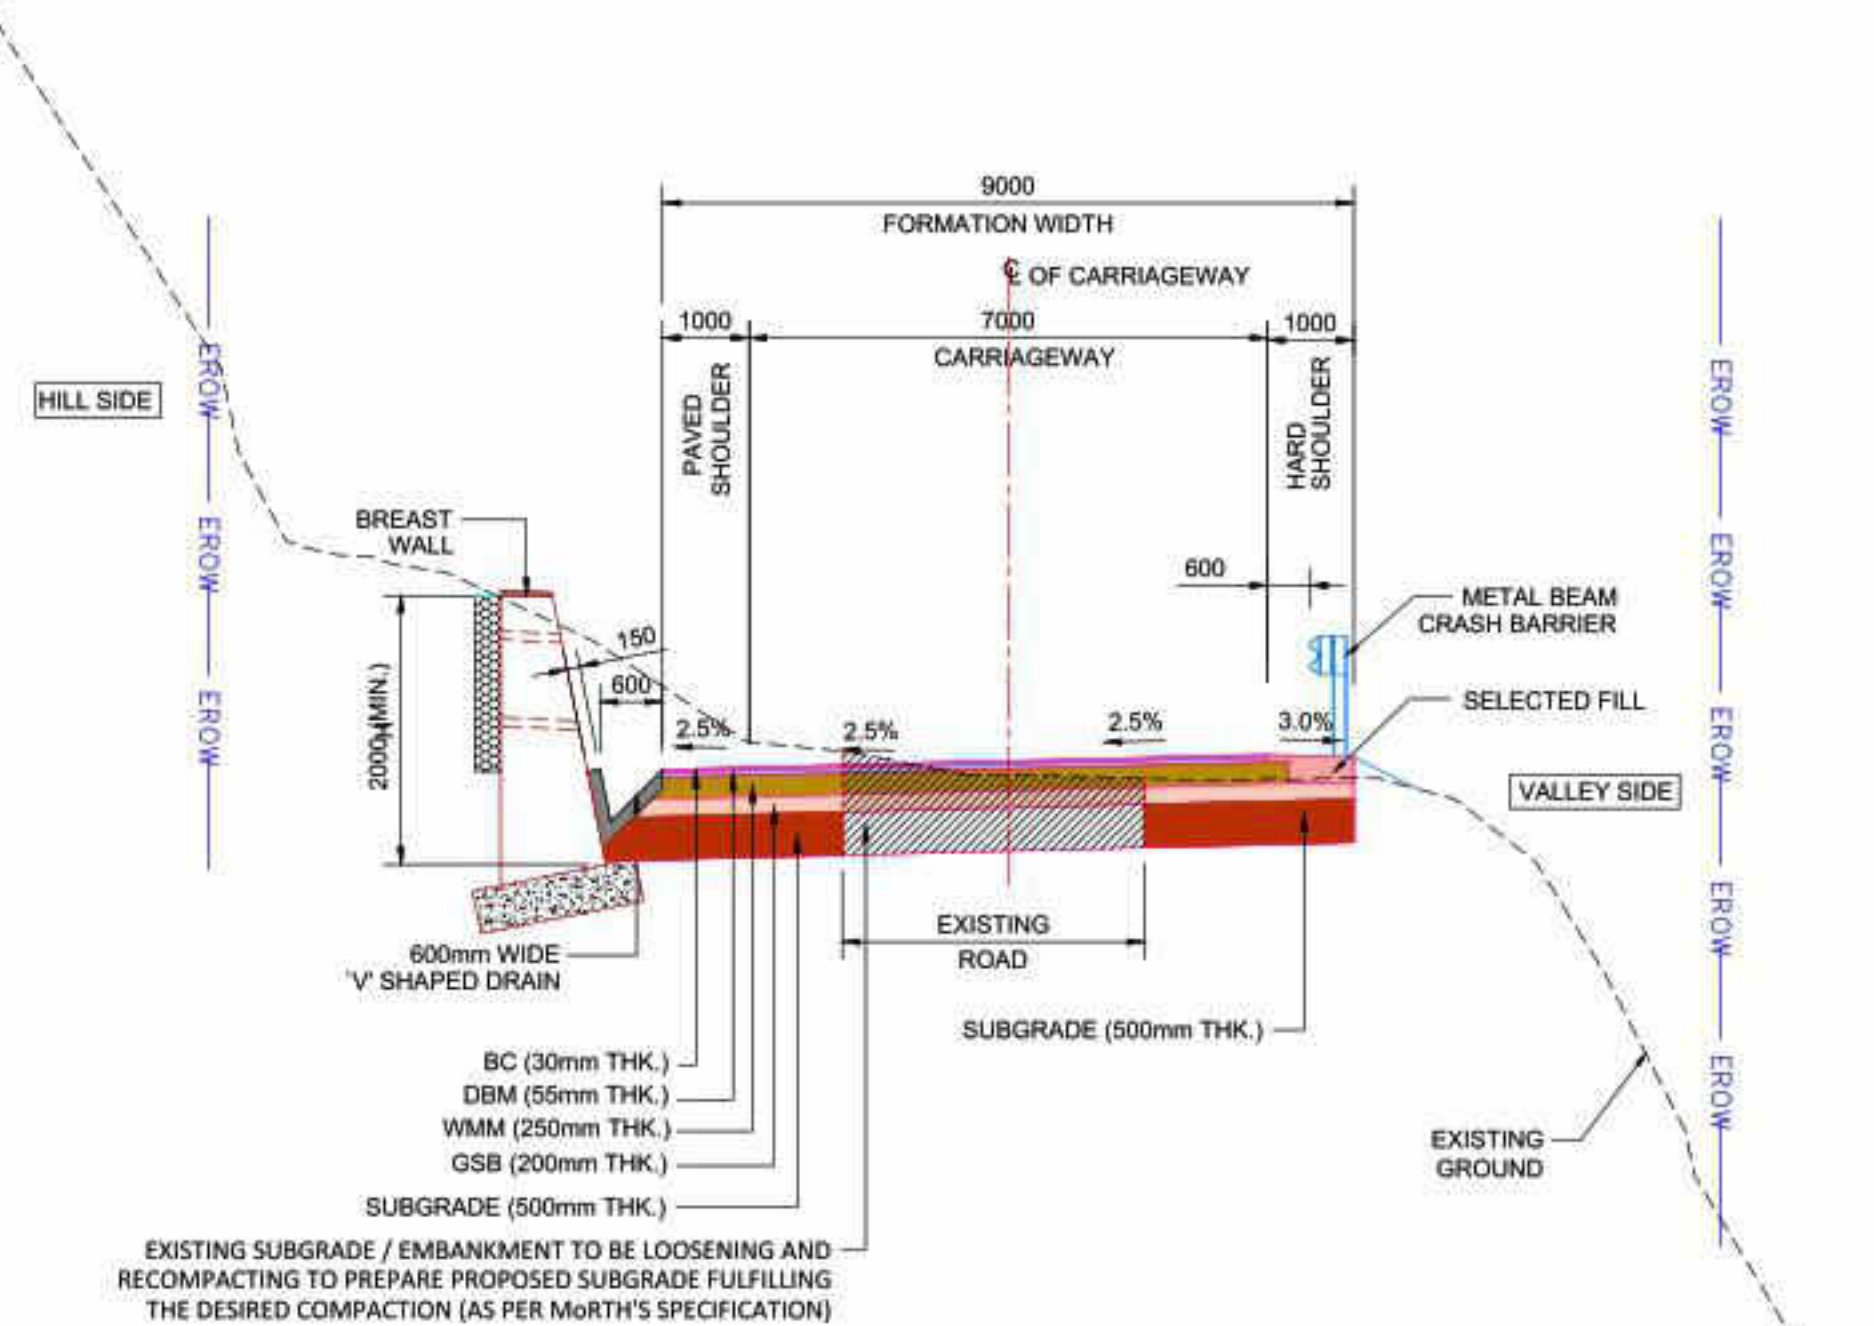 9000
FORMATION WIDTH
℄ OF CARRIAGEWAY
1000
7000
1000
CARRIAGEWAY
PAVED
SHOULDER
HARD
SHOULDER
HILL SIDE
EROW
EROW
EROW
EROW
EROW
EROW
EROW
EROW
BREAST
WALL
600
METAL BEAM
CRASH BARRIER
150
600
2.5%
2.5%
2.5%
3.0%
SELECTED FILL
VALLEY SIDE
EXISTING
ROAD
600mm WIDE
'V' SHAPED DRAIN
SUBGRADE (500mm THK.)
BC (30mm THK.)
DBM (55mm THK.)
WMM (250mm THK.)
GSB (200mm THK.)
SUBGRADE (500mm THK.)
EXISTING
GROUND
EXISTING SUBGRADE / EMBANKMENT TO BE LOOSENING AND
RECOMPACTING TO PREPARE PROPOSED SUBGRADE FULFILLING
THE DESIRED COMPACTION (AS PER MoRTH'S SPECIFICATION)